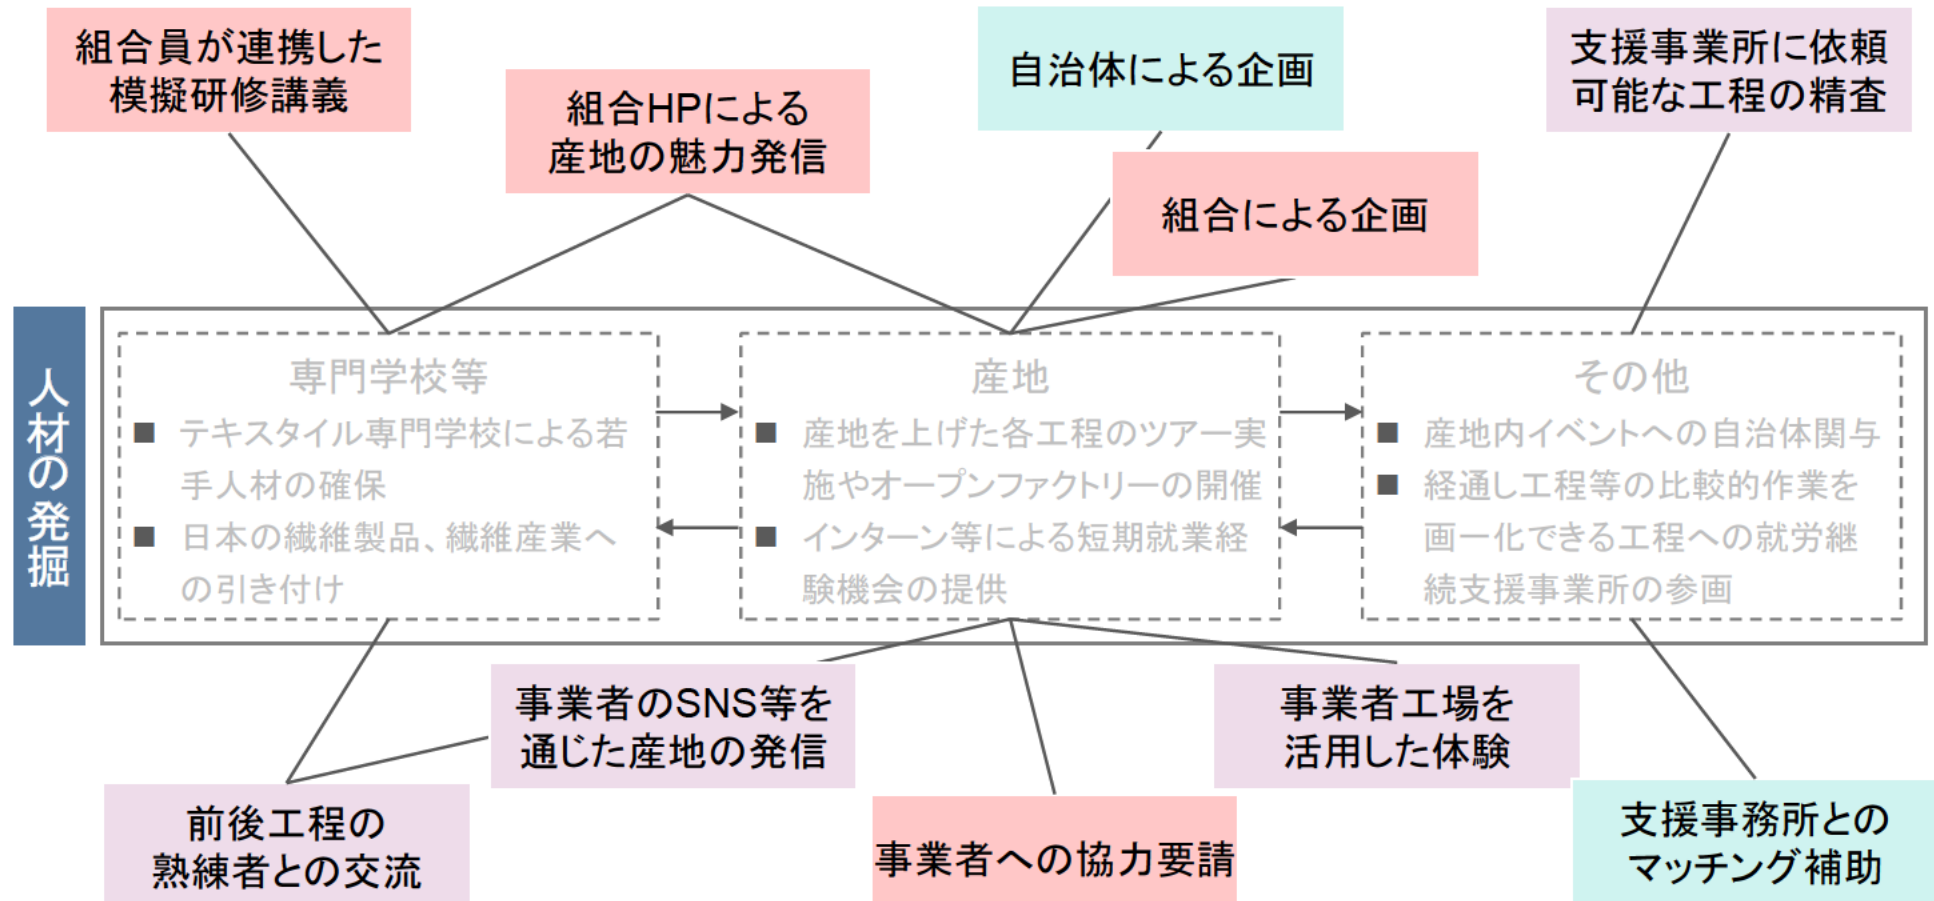 組合員が連携した
模擬研修講義
組合HPによる
産地の魅力発信
自治体による企画
組合による企画
支援事業所に依頼
可能な工程の精査
人材の発掘
専門学校等
■ テキスタイル専門学校による若
手人材の確保
■ 日本の繊維製品、繊維産業へ
の引き付け
産地
■ 産地を上げた各工程のツアー実
施やオープンファクトリーの開催
■ インターン等による短期就業経
験機会の提供
その他
■ 産地内イベントへの自治体関与
■ 経通し工程等の比較的作業を
画一化できる工程への就労継
続支援事業所の参画
事業者のSNS等を
通じた産地の発信
事業者工場を
活用した体験
前後工程の
熟練者との交流
事業者への協力要請
支援事務所との
マッチング補助